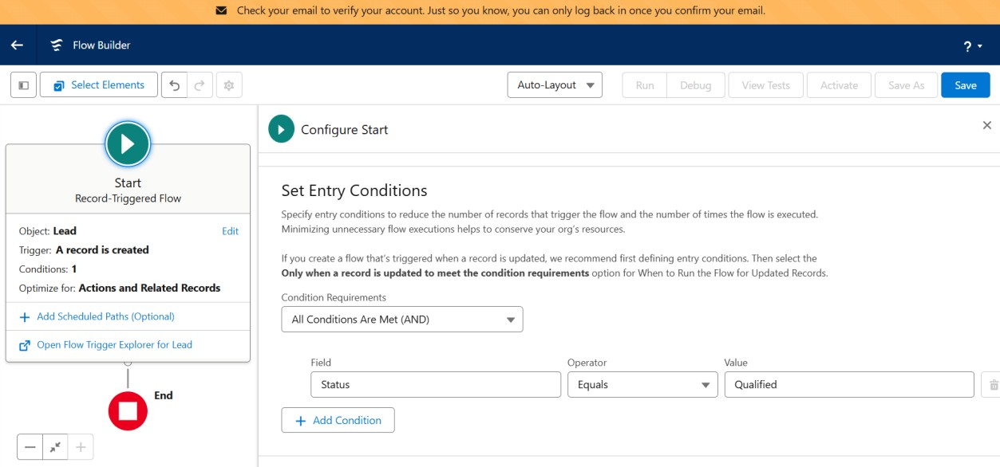 Check your email to verify your account. Just so you know, you can only log back in once you confirm your email.
Flow Builder
?
Select Elements
Auto-Layout
Run
Debug
View Tests
Activate
Save As
Save
Start
Record-Triggered Flow
Object: Lead
Edit
Trigger: A record is created
Conditions: 1
Optimize for: Actions and Related Records
Add Scheduled Paths (Optional)
Open Flow Trigger Explorer for Lead
End
Configure Start
Set Entry Conditions
Specify entry conditions to reduce the number of records that trigger the flow and the number of times the flow is executed.
Minimizing unnecessary flow executions helps to conserve your org's resources.
If you create a flow that's triggered when a record is updated, we recommend first defining entry conditions. Then select the
Only when a record is updated to meet the condition requirements option for When to Run the Flow for Updated Records.
Condition Requirements
All Conditions Are Met (AND)
Field
Operator
Value
Status
Equals
Qualified
Add Condition